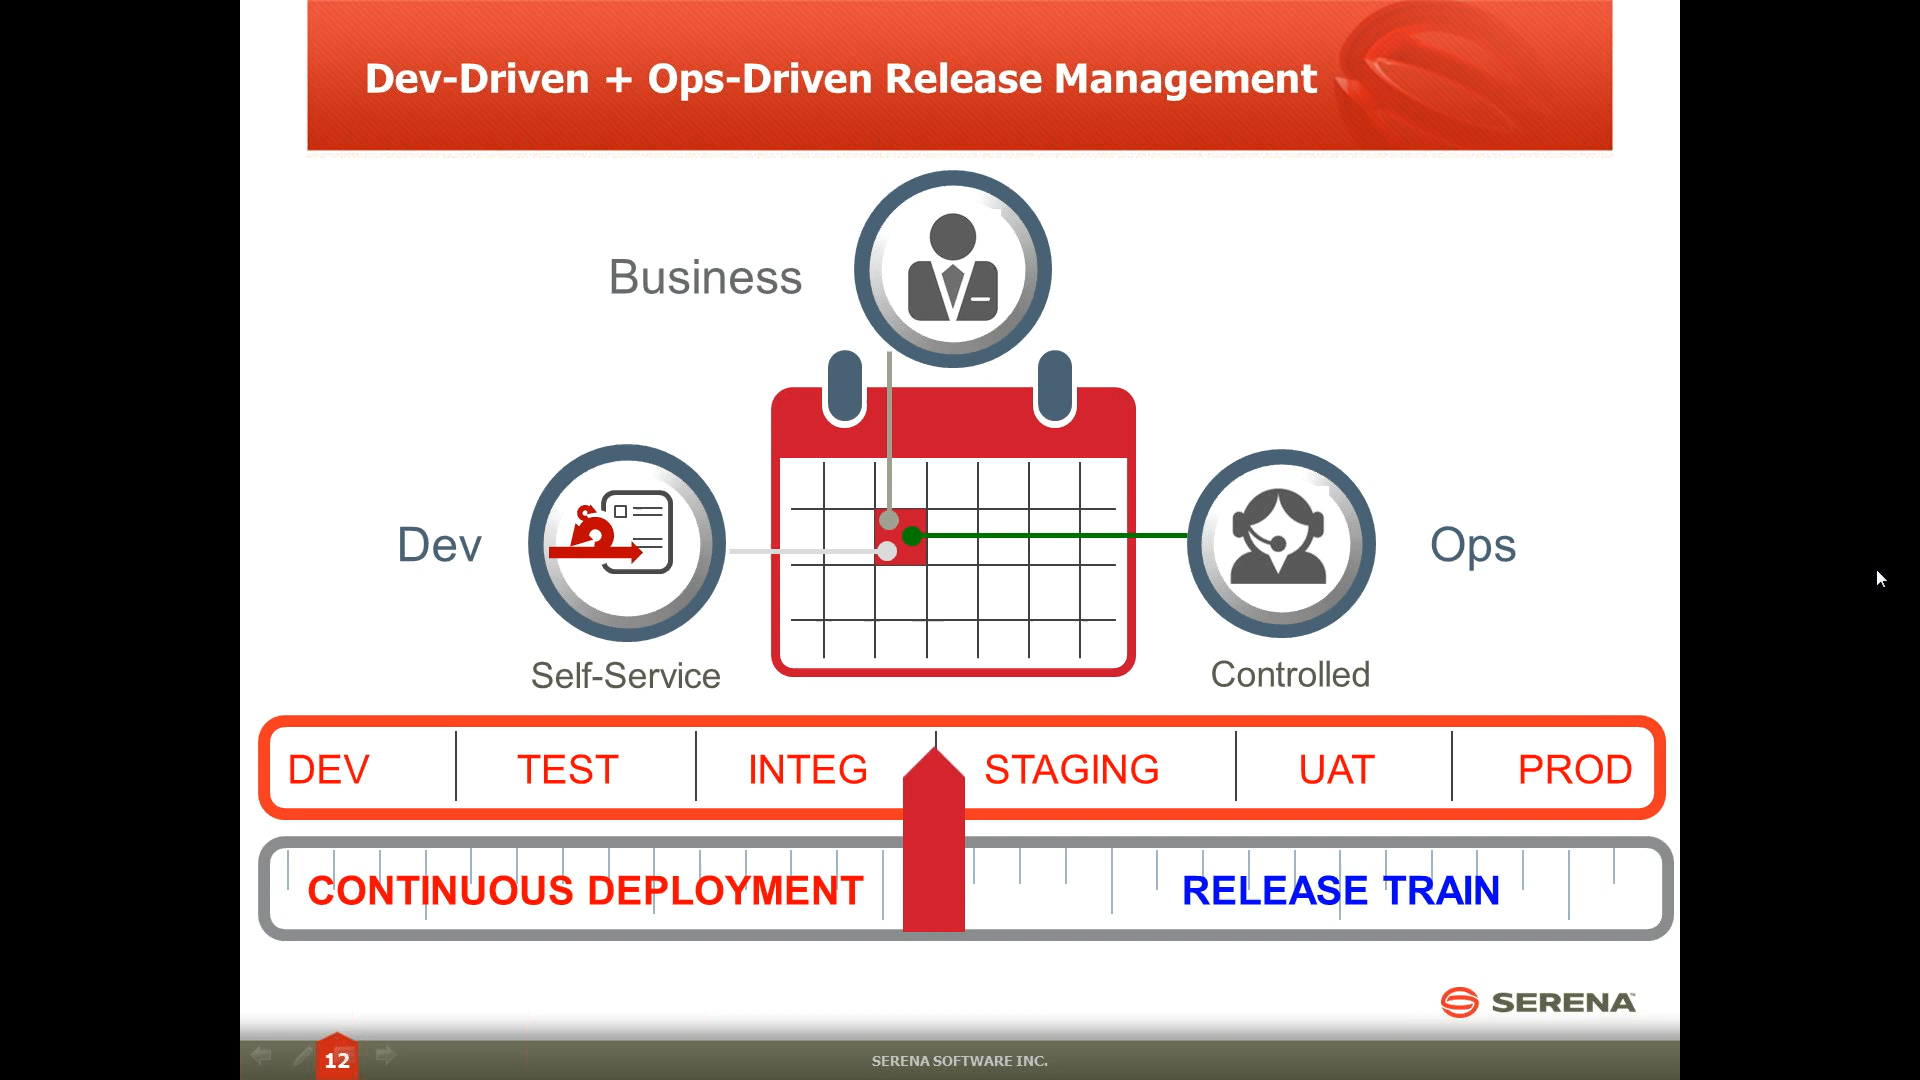 Dev-Driven + Ops-Driven Release Management
Business
Dev
Ops
Self-Service
Controlled
DEV
TEST
INTEG
STAGING
UAT
PROD
CONTINUOUS DEPLOYMENT
RELEASE TRAIN
SERENA™
12
SERENA SOFTWARE INC.